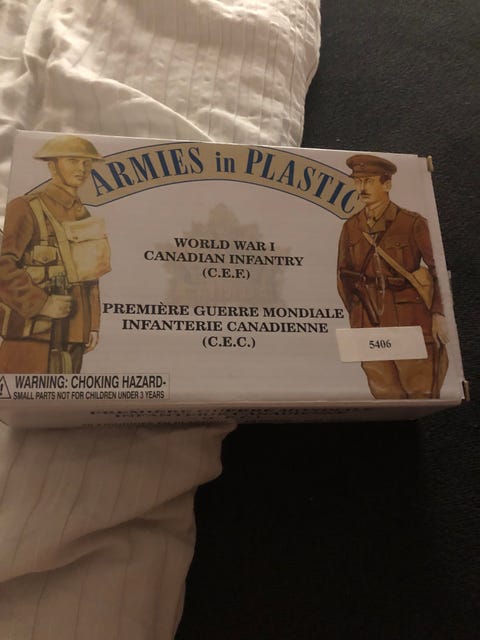 ARMIES in PLASTIC
WORLD WAR I
CANADIAN INFANTRY
(C.E.F.)
PREMIÈRE GUERRE MONDIALE
INFANTERIE CANADIENNE
(C.E.C.)
5406
WARNING: CHOKING HAZARD-
SMALL PARTS NOT FOR CHILDREN UNDER 3 YEARS